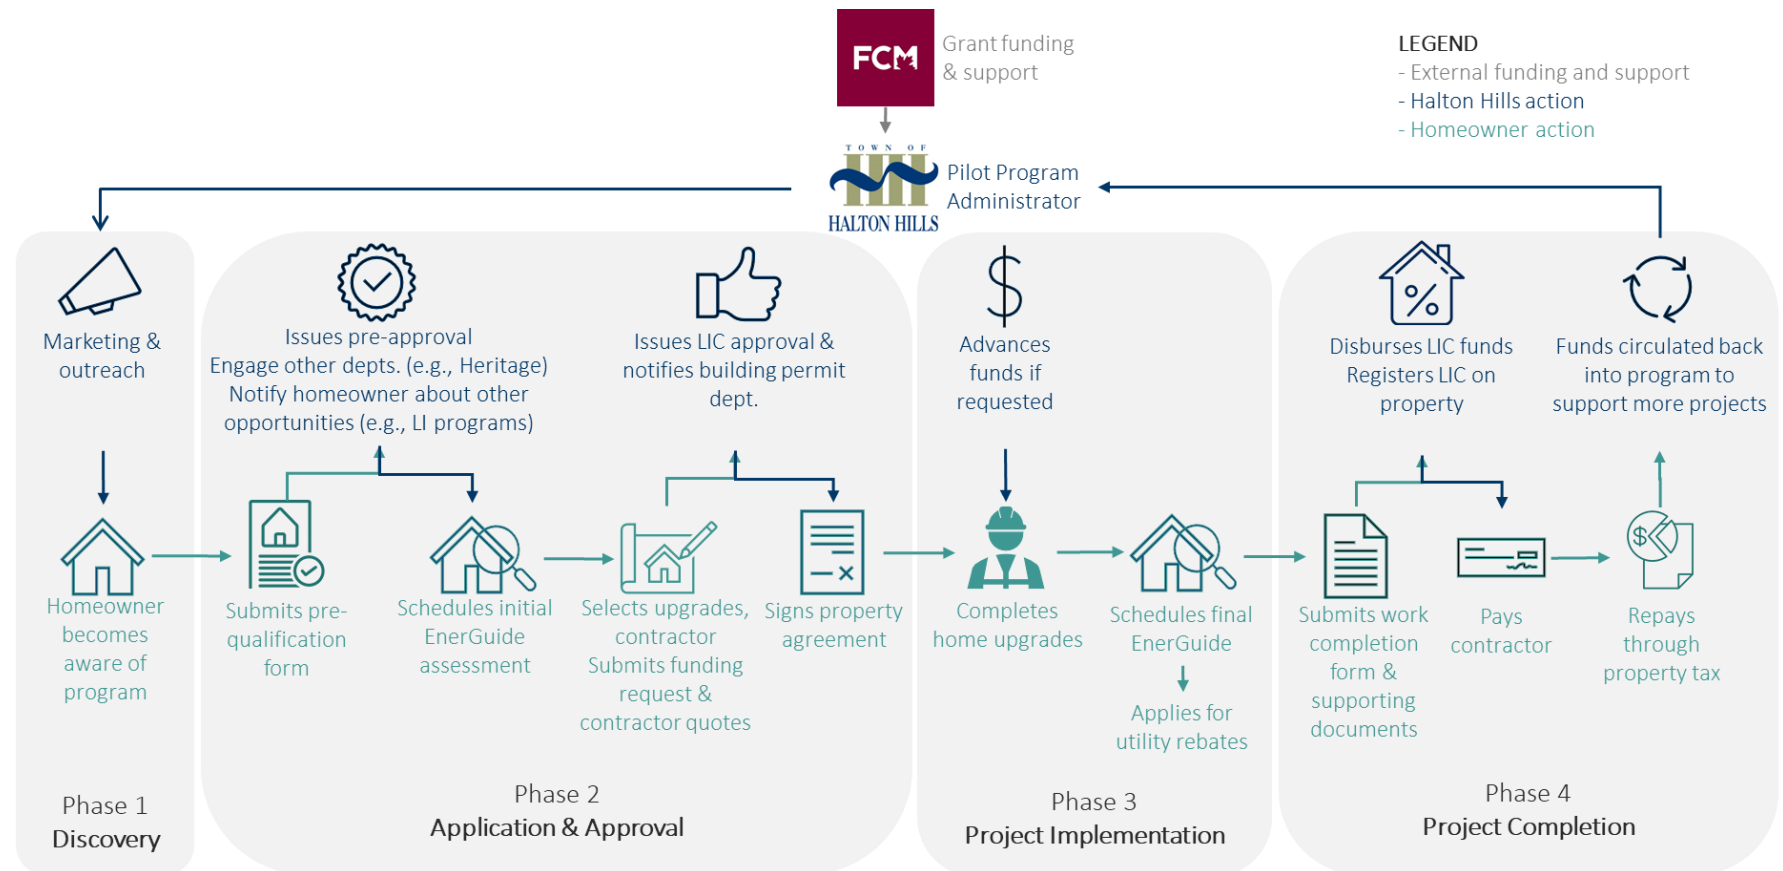 FCM
Grant funding
& support
LEGEND
- External funding and support
- Halton Hills action
- Homeowner action
TOWN OF
HALTON HILLS
Pilot Program
Administrator
Marketing &
outreach
Issues pre-approval
Engage other depts. (e.g., Heritage)
Notify homeowner about other
opportunities (e.g., LI programs)
Issues LIC approval &
notifies building permit
dept.
$
Advances
funds if
requested
%
Disburses LIC funds
Registers LIC on
property
Funds circulated back
into program to
support more projects
Homeowner
becomes
aware of
program
Submits pre-
qualification
form
Schedules initial
EnerGuide
assessment
Selects upgrades,
contractor
Submits funding
request &
contractor quotes
Signs property
agreement
Completes
home upgrades
Schedules final
EnerGuide
Applies for
utility rebates
Submits work
completion
form &
supporting
documents
Pays
contractor
$
Repays
through
property tax
Phase 1
Discovery
Phase 2
Application & Approval
Phase 3
Project Implementation
Phase 4
Project Completion